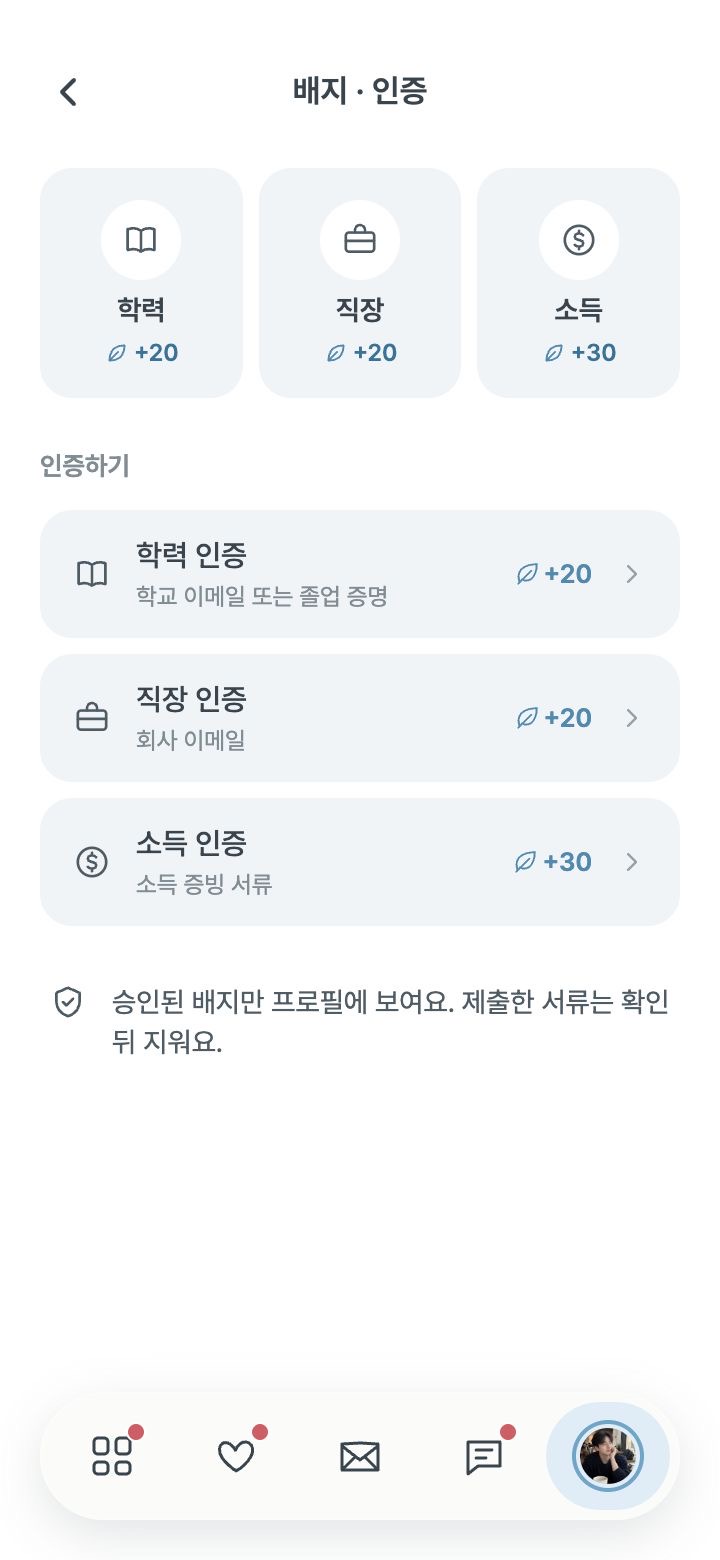 배지 · 인증
학력
+20
직장
+20
소득
+30
인증하기
학력 인증
학교 이메일 또는 졸업 증명
+20
직장 인증
회사 이메일
+20
소득 인증
소득 증빙 서류
+30
승인된 배지만 프로필에 보여요. 제출한 서류는 확인
뒤 지워요.